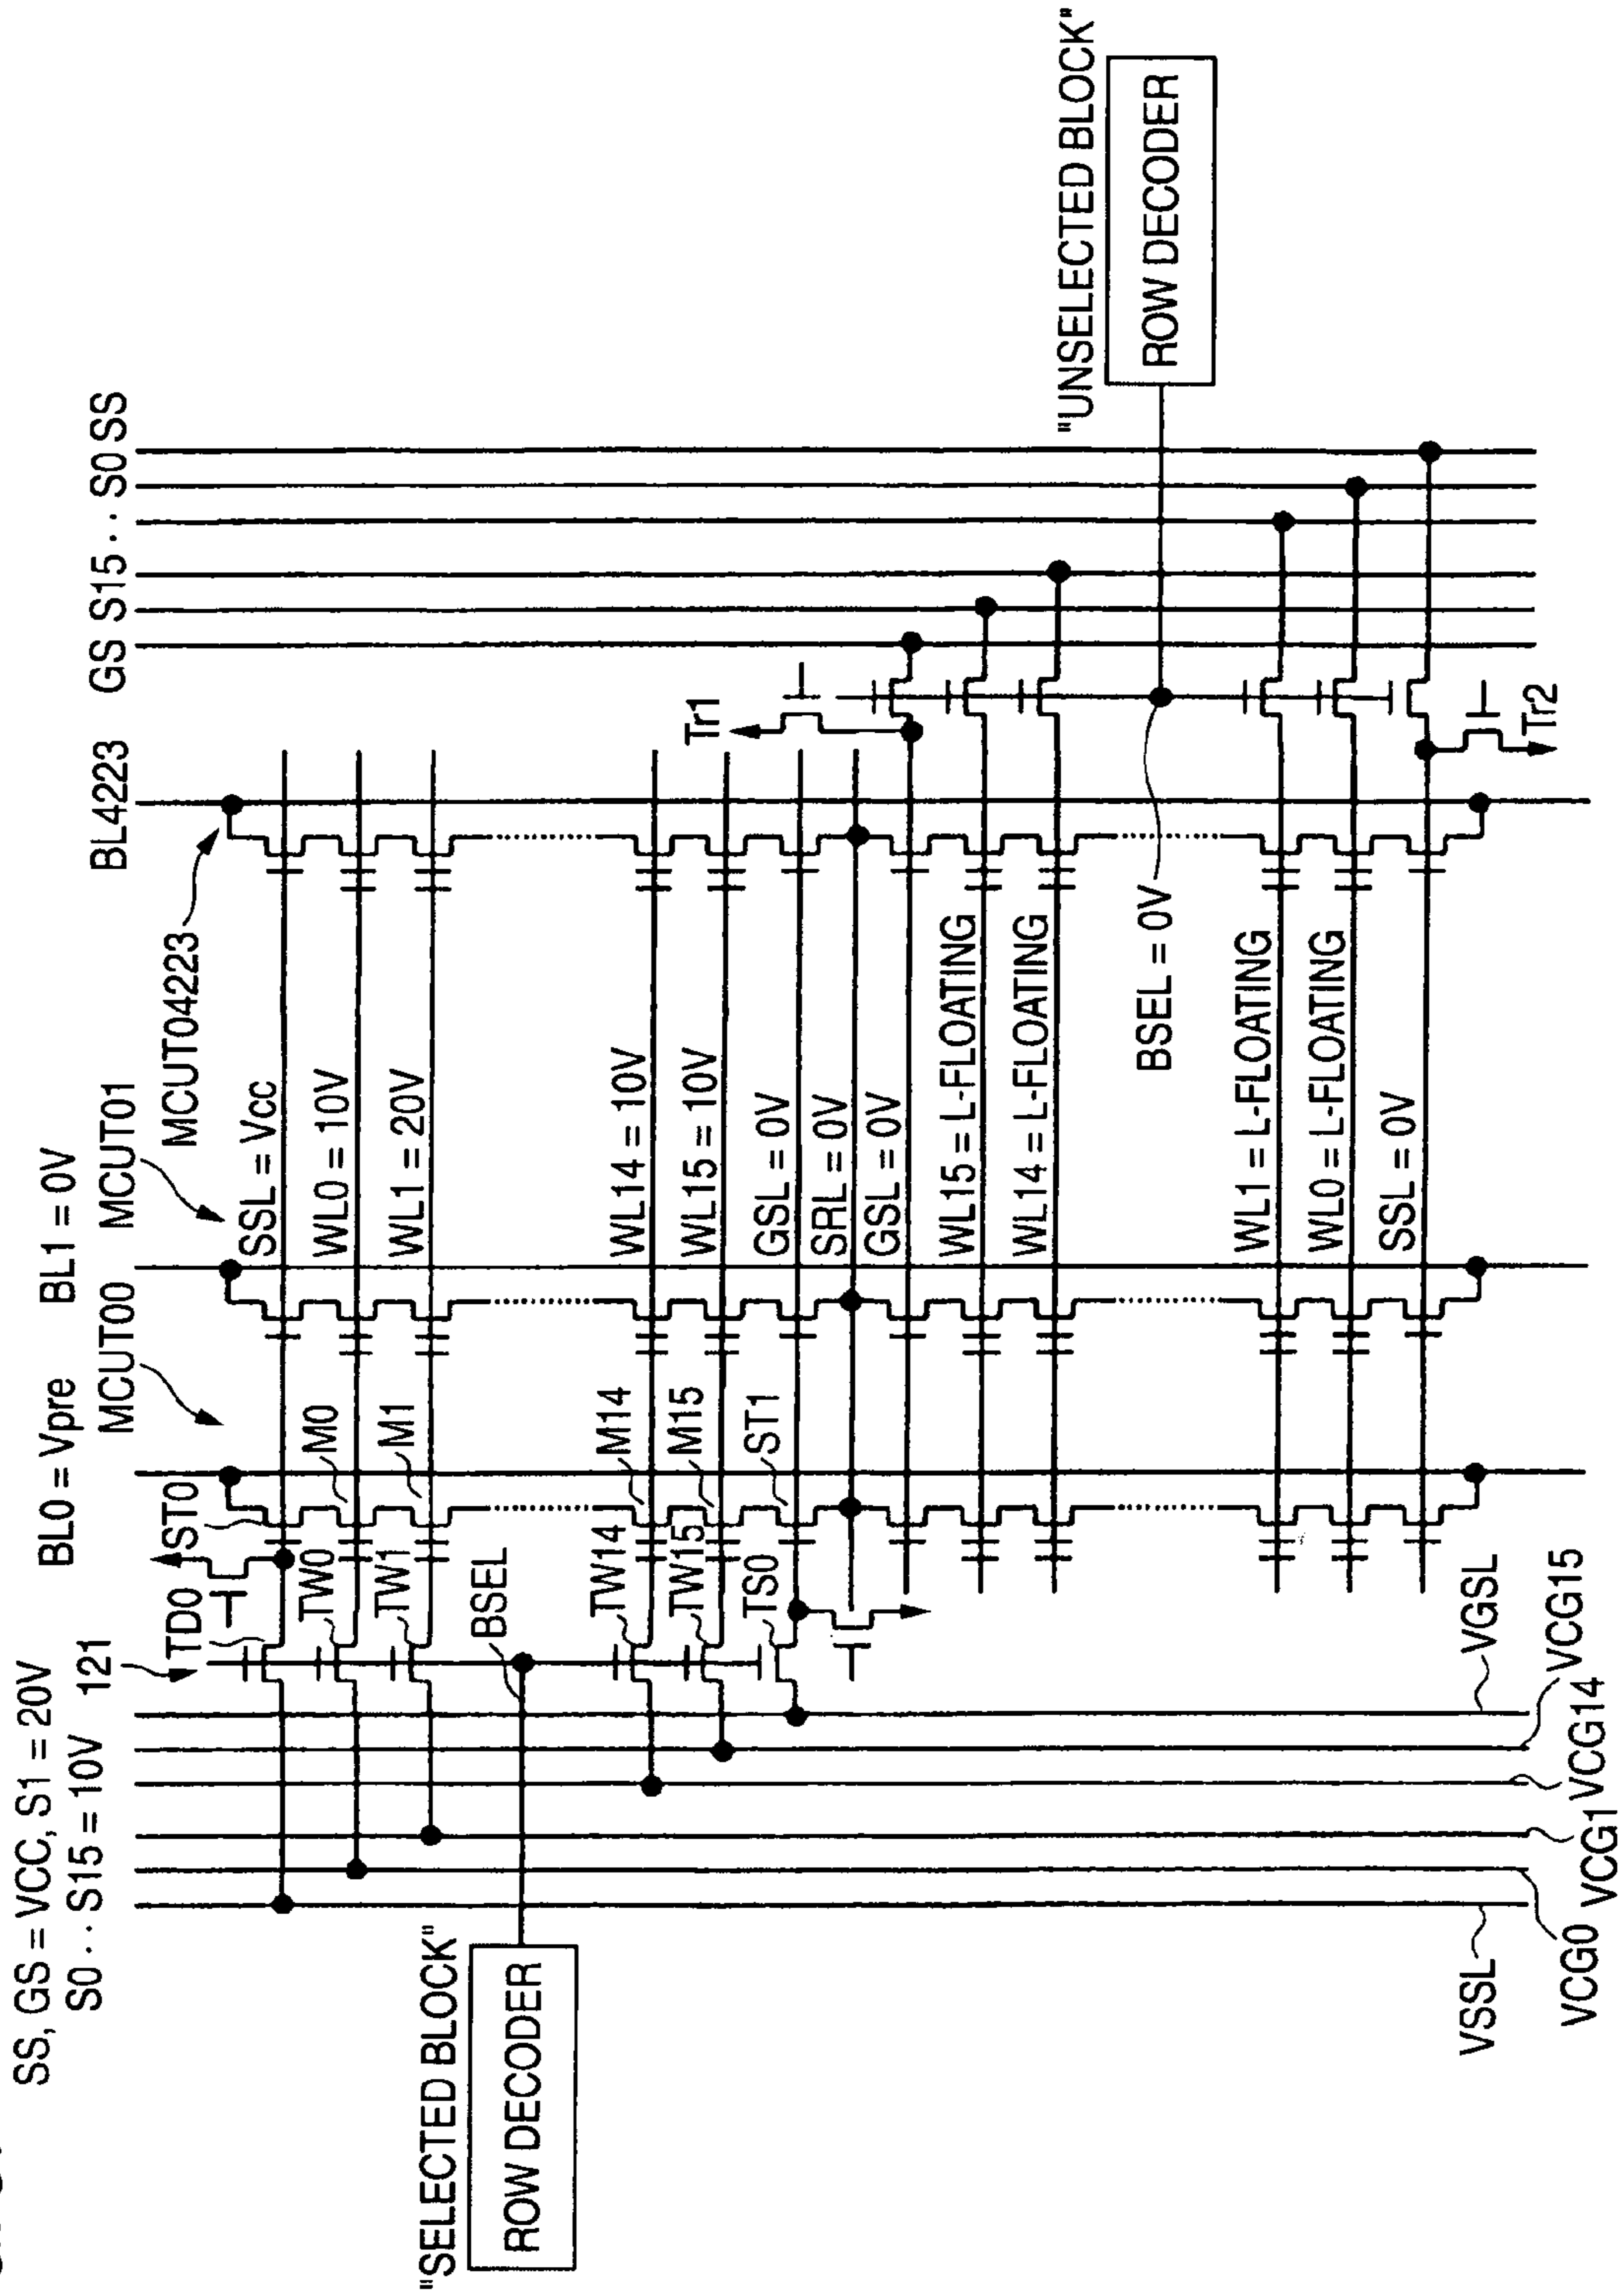 SS, GS = VCC, S1 = 20V
S0 ·· S15 = 10V
121
TD0
ST0
BL0 = Vpre
MCUT00
BL1 = 0V
MCUT01
MCUT04223
BL4223
GS S15 ·· S0 SS
SSL = Vcc
TW0
M0
WL0 = 10V
TW1
M1
WL1 = 20V
"SELECTED BLOCK"
ROW DECODER
BSEL
TW14
M14
WL14 = 10V
TW15
M15
WL15 = 10V
TS0
ST1
GSL = 0V
SRL = 0V
GSL = 0V
Tr1
WL15 = L-FLOATING
WL14 = L-FLOATING
BSEL = 0V
"UNSELECTED BLOCK"
ROW DECODER
WL1 = L-FLOATING
WL0 = L-FLOATING
SSL = 0V
Tr2
VSSL
VCG0
VCG1
VCG14
VCG15
VGSL